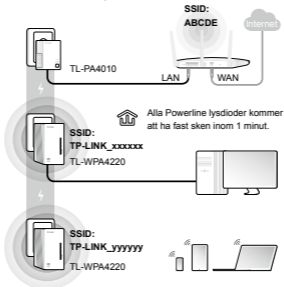 SSID:
ABCDE
Internet
TL-PA4010
LAN
WAN
Alla Powerline lysdioder kommer
att ha fast sken inom 1 minut.
SSID:
TP-LINK_xxxxxx
TL-WPA4220
SSID:
TP-LINK_yyyyyy
TL-WPA4220